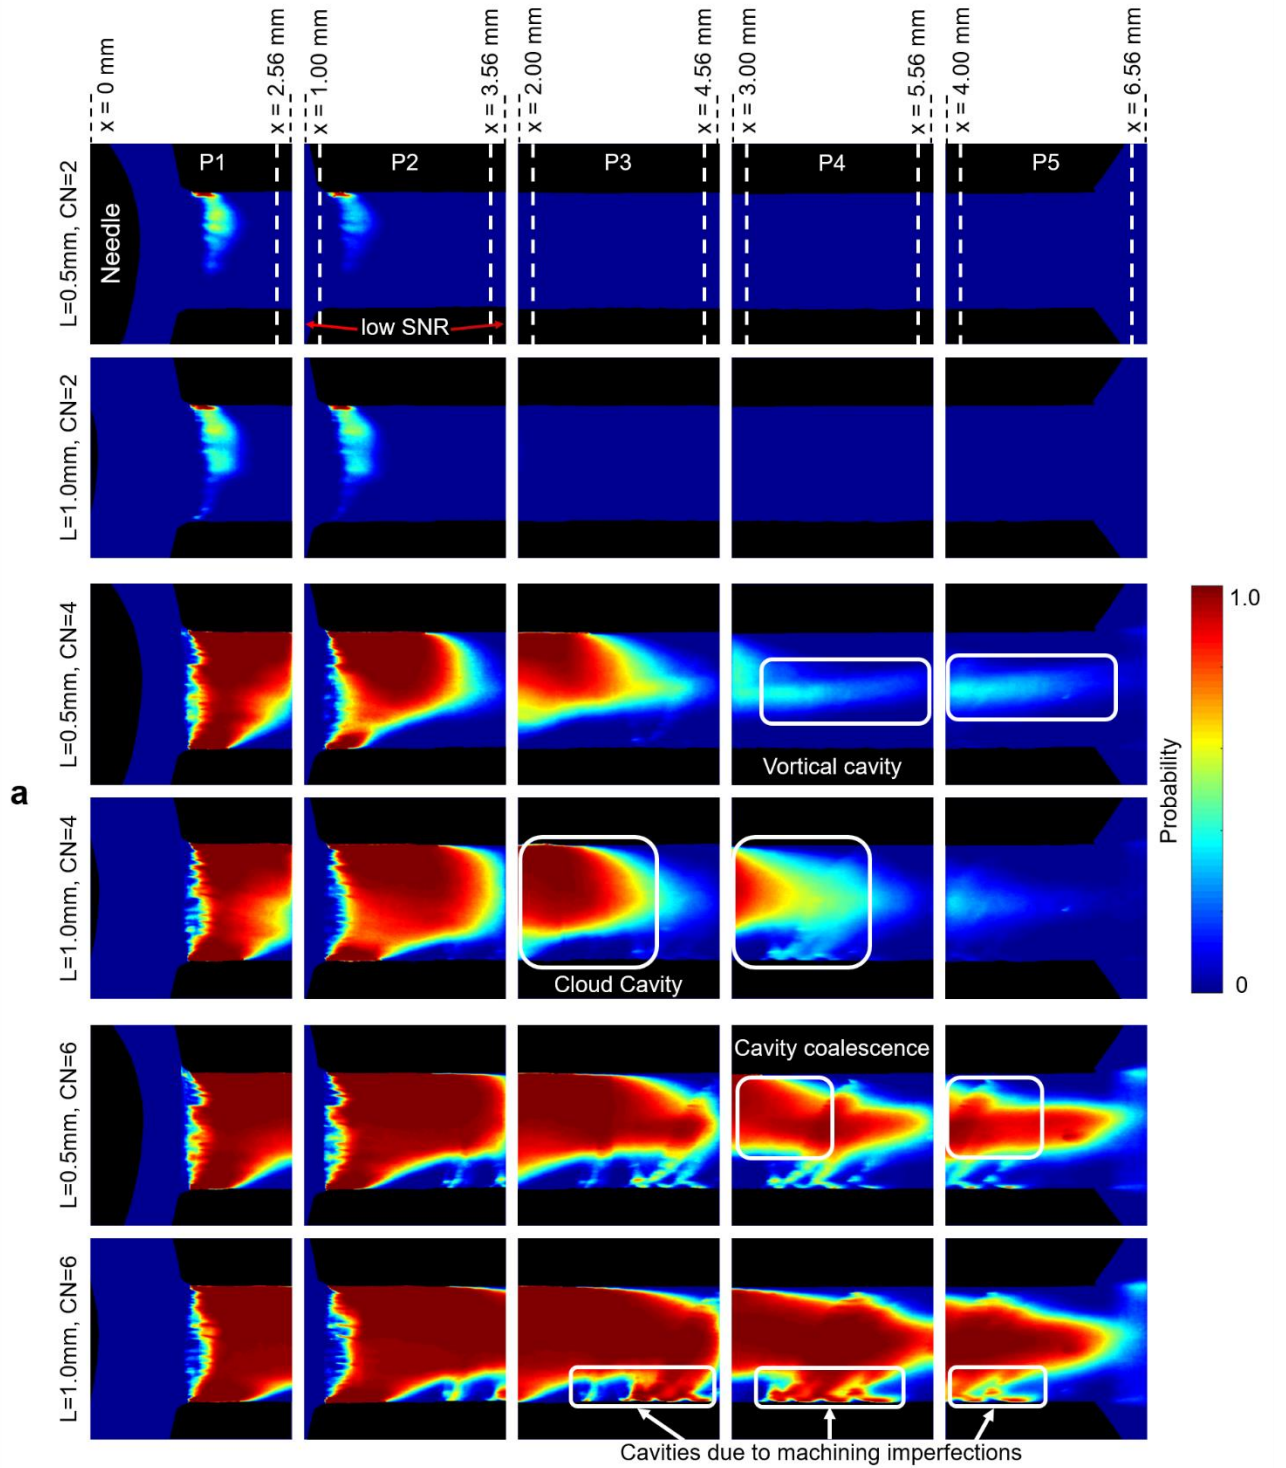 x = 0 mm
x = 2.56 mm
x = 1.00 mm
x = 3.56 mm
x = 2.00 mm
x = 4.56 mm
x = 3.00 mm
x = 5.56 mm
x = 4.00 mm
x = 6.56 mm
P1
P2
P3
P4
P5
L=0.5mm, CN=2
Needle
low SNR
L=1.0mm, CN=2
L=0.5mm, CN=4
Vortical cavity
a
L=1.0mm, CN=4
Cloud Cavity
1.0
Probability
0
L=0.5mm, CN=6
Cavity coalescence
L=1.0mm, CN=6
Cavities due to machining imperfections